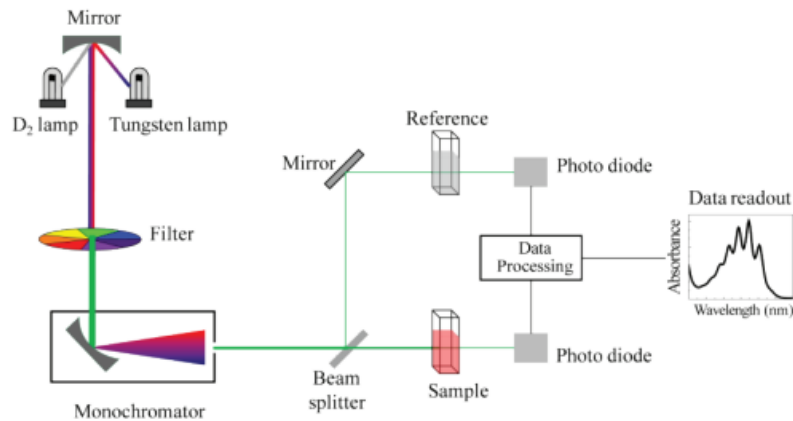 Mirror
D₂ lamp
Tungsten lamp
Filter
Monochromator
Mirror
Beam
splitter
Reference
Sample
Photo diode
Data
Processing
Photo diode
Data readout
Absorbance
Wavelength (nm)